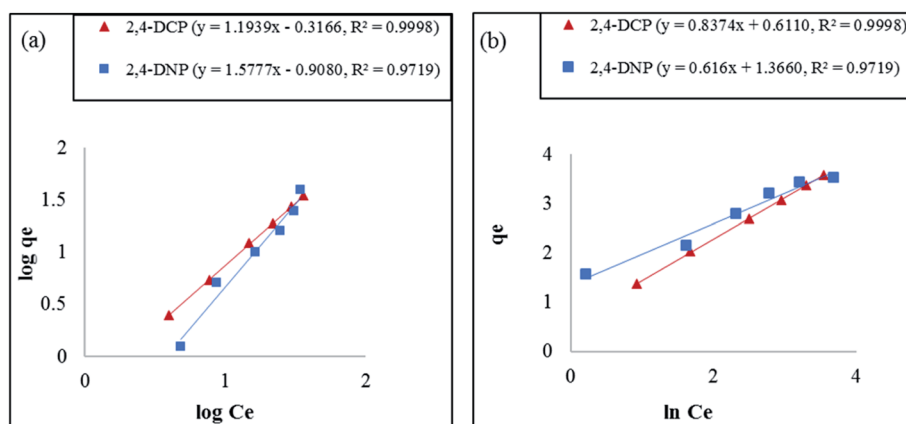 (a)
2,4-DCP (y = 1.1939x - 0.3166, R² = 0.9998)
2,4-DNP (y = 1.5777x - 0.9080, R² = 0.9719)
2
1.5
1
0.5
0
log qe
0
1
2
log Ce
(b)
2,4-DCP (y = 0.8374x + 0.6110, R² = 0.9998)
2,4-DNP (y = 0.616x + 1.3660, R² = 0.9719)
4
3
2
1
0
qe
0
2
4
ln Ce